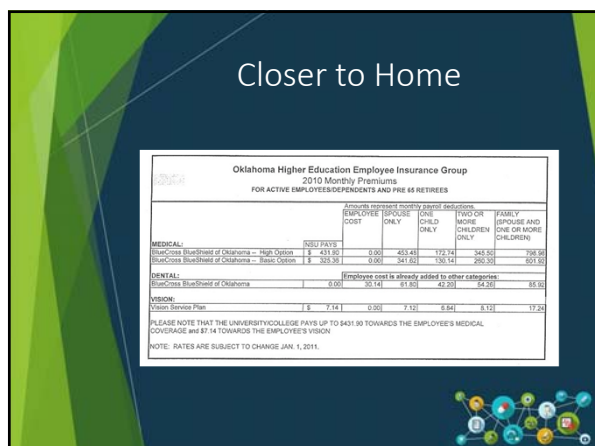 Closer to Home
Oklahoma Higher Education Employee Insurance Group
2010 Monthly Premiums
FOR ACTIVE EMPLOYEES/DEPENDENTS AND PRE 65 RETIREES
Amounts represent monthly payroll deductions.
EMPLOYEE COST SPOUSE ONLY ONE CHILD ONLY TWO OR MORE CHILDREN ONLY FAMILY (SPOUSE AND ONE OR MORE CHILDREN)
MEDICAL: NSU PAYS
BlueCross BlueShield of Oklahoma -- High Option $ 431.90 0.00 453.48 172.74 345.50 798.98
BlueCross BlueShield of Oklahoma -- Basic Option $ 325.38 0.00 341.62 130.14 260.30 601.92
DENTAL: Employee cost is already added to other categories:
BlueCross BlueShield of Oklahoma 0.00 30.14 61.80 42.20 54.26 85.92
VISION:
Vision Service Plan $ 7.14 0.00 7.12 6.84 8.12 17.24
PLEASE NOTE THAT THE UNIVERSITY/COLLEGE PAYS UP TO $431.90 TOWARDS THE EMPLOYEE'S MEDICAL
COVERAGE and $7.14 TOWARDS THE EMPLOYEE'S VISION
NOTE: RATES ARE SUBJECT TO CHANGE JAN. 1, 2011.